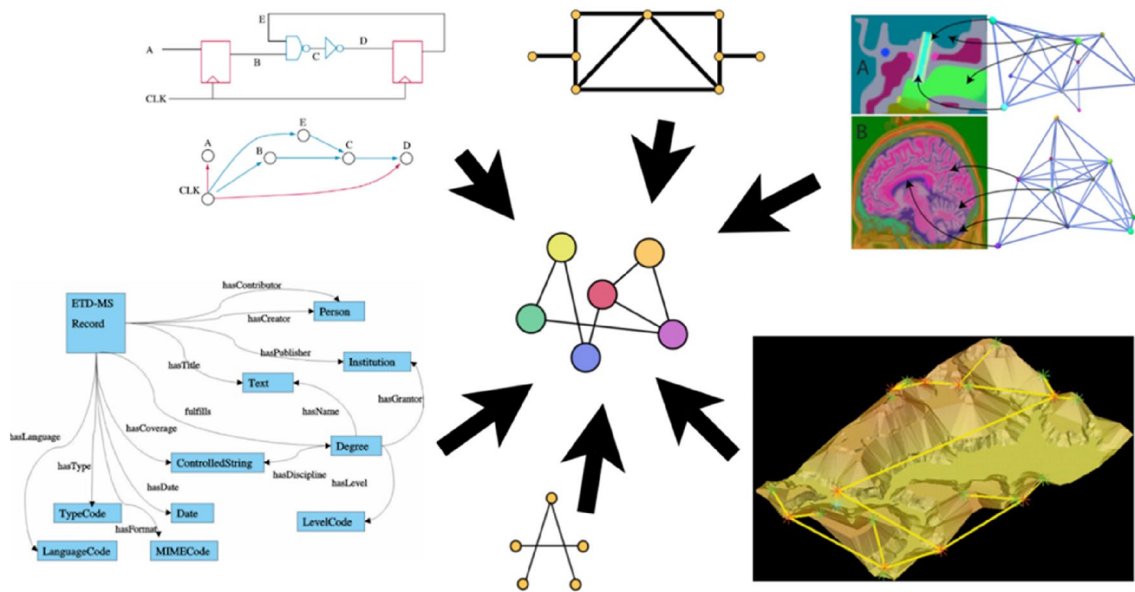 E
A
B
C
D
CLK
A
E
B
C
D
CLK
A
B
ETD-MS
Record
hasContributor
hasCreator
Person
hasPublisher
Institution
hasTitle
Text
hasName
hasGrantor
fulfills
hasLanguage
hasCoverage
Degree
ControlledString
hasDiscipline
hasType
hasLevel
hasDate
TypeCode
Date
LevelCode
hasFormat
LanguageCode
MIMECode